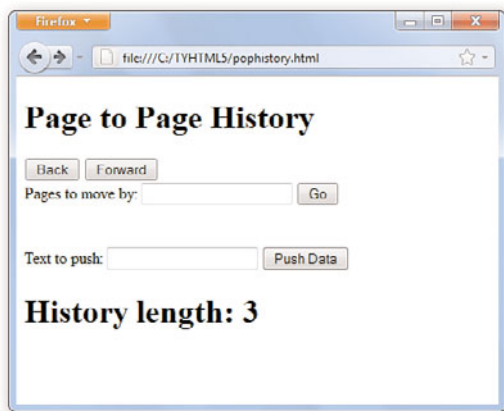 Firefox
file:///C:/TYHTML5/pophistory.html
Page to Page History
Back Forward
Pages to move by: Go
Text to push: Push Data
History length: 3